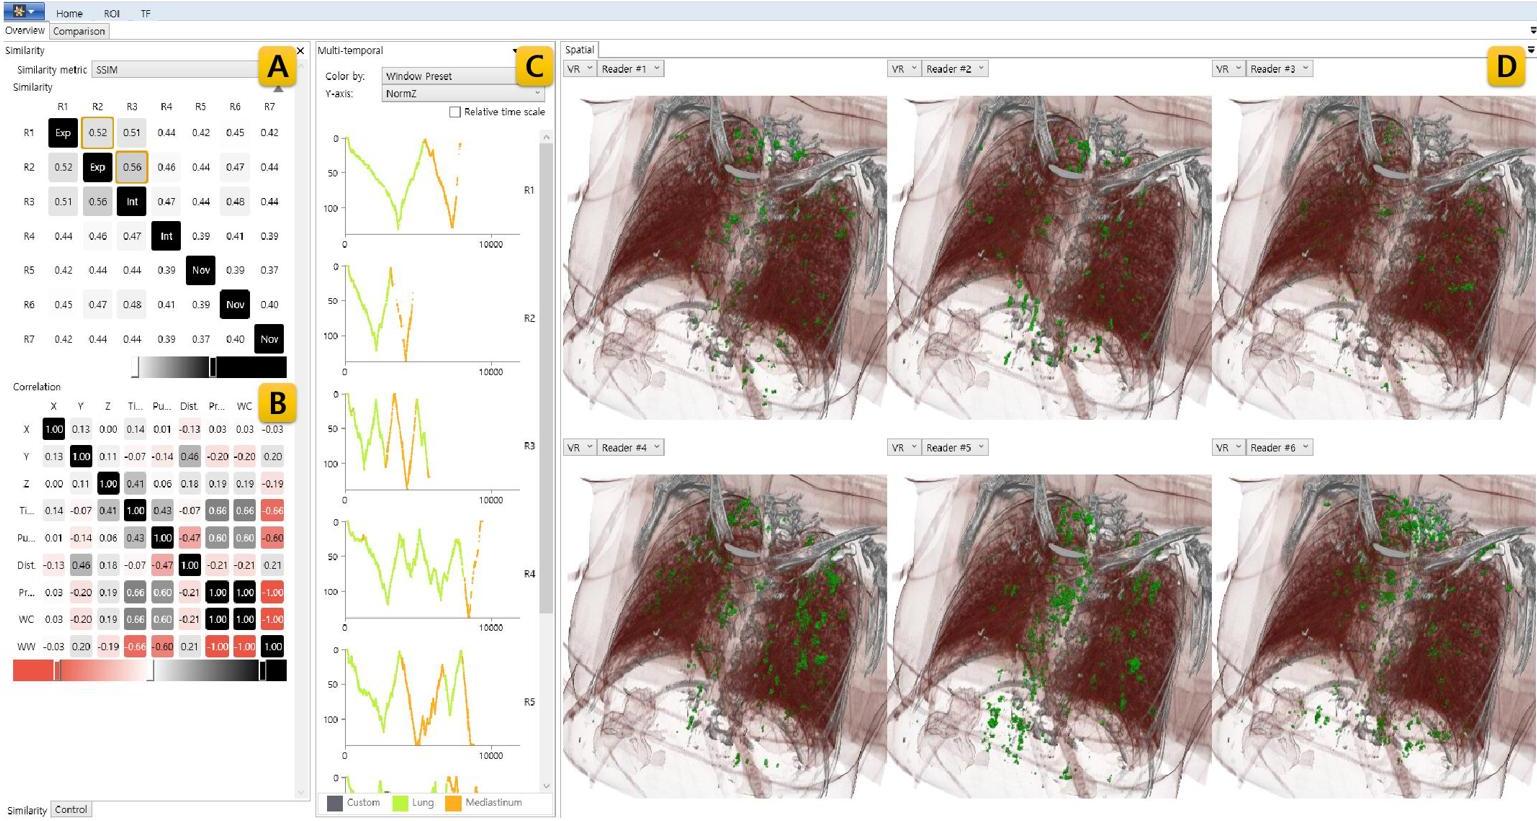 Home ROI TF
Overview Comparison
Similarity
Similarity metric SSIM
A
Similarity
R1 R2 R3 R4 R5 R6 R7
R1 Exp 0.52 0.51 0.44 0.42 0.45 0.42
R2 0.52 Exp 0.56 0.46 0.44 0.47 0.44
R3 0.51 0.56 Int 0.47 0.44 0.48 0.44
R4 0.44 0.46 0.47 Int 0.39 0.41 0.39
R5 0.42 0.44 0.44 0.39 Nov 0.39 0.37
R6 0.45 0.47 0.48 0.41 0.39 Nov 0.40
R7 0.42 0.44 0.44 0.39 0.37 0.40 Nov
Correlation
B
X Y Z Ti... Pu... Dist. Pr... WC WW
X 1.00 0.13 0.00 0.14 0.01 -0.13 0.03 0.03 -0.03
Y 0.13 1.00 0.11 -0.07 -0.14 0.46 -0.20 -0.20 0.20
Z 0.00 0.11 1.00 0.41 0.06 0.18 0.19 0.19 -0.19
Ti... 0.14 -0.07 0.41 1.00 0.43 -0.07 0.66 0.66 -0.66
Pu... 0.01 -0.14 0.06 0.43 1.00 -0.47 0.60 0.60 -0.60
Dist. -0.13 0.46 0.18 -0.07 -0.47 1.00 -0.21 -0.21 0.21
Pr... 0.03 -0.20 0.19 0.66 0.60 -0.21 1.00 1.00 -1.00
WC 0.03 -0.20 0.19 0.66 0.60 -0.21 1.00 1.00 -1.00
WW -0.03 0.20 -0.19 -0.66 -0.60 0.21 -1.00 -1.00 1.00
Similarity Control
Multi-temporal
C
Color by: Window Preset
Y-axis: NormZ
Relative time scale
0
50
100
0 10000
R1
0
50
100
0 10000
R2
0
50
100
0 10000
R3
0
50
100
0 10000
R4
0
50
100
0 10000
R5
0
Custom Lung Mediastinum
Spatial
D
VR Reader #1
VR Reader #2
VR Reader #3
VR Reader #4
VR Reader #5
VR Reader #6